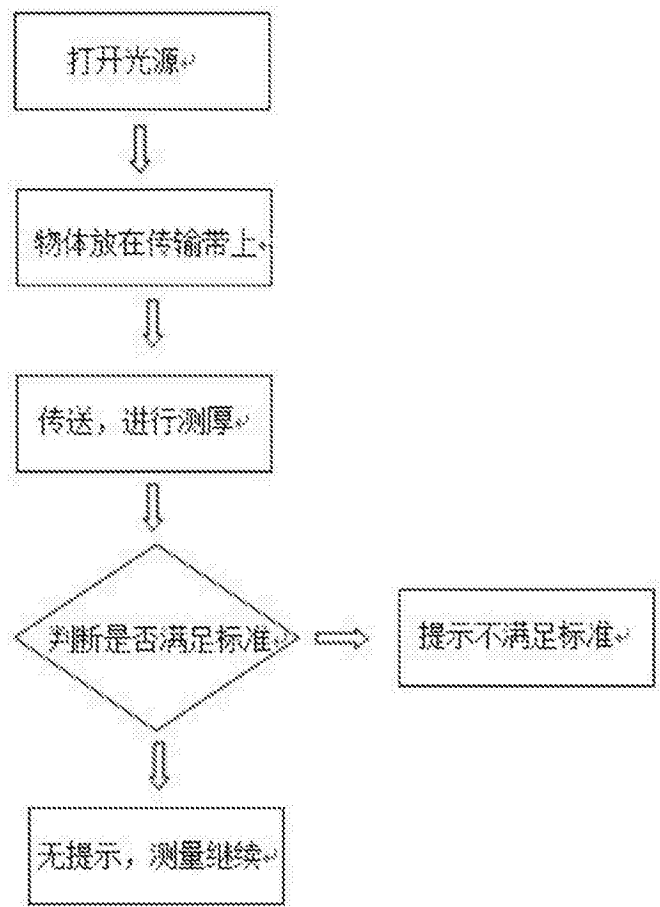 打开光源
物体放在传输带上
传送，进行测厚
判断是否满足标准
提示不满足标准
无提示，测量继续